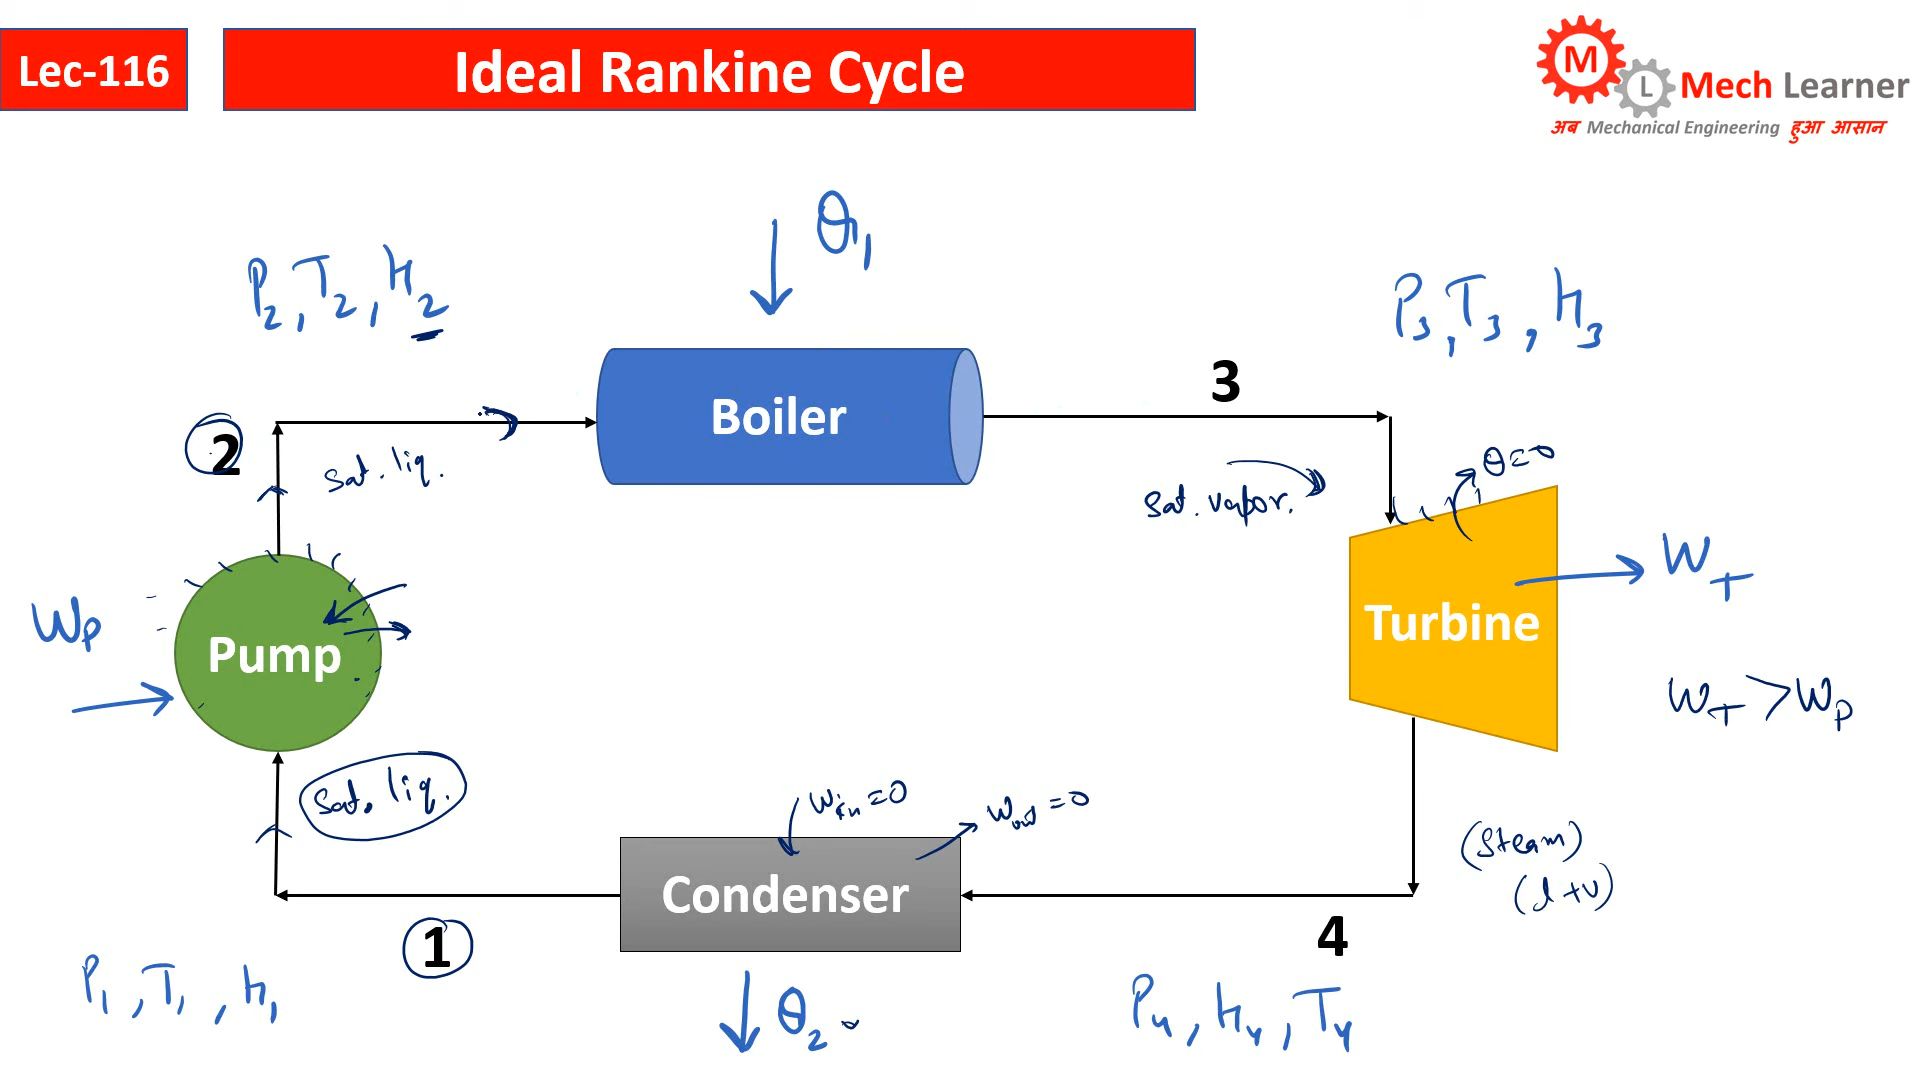 Lec-116
Ideal Rankine Cycle
M L Mech Learner
अब Mechanical Engineering हुआ आसान
Q1
P2, T2, h2
P3, T3, h3
3
Boiler
2
Sat. liq.
Sat. vapor.
Q=0
WT
Wp
Pump
Turbine
WT > Wp
Sat. liq.
Win=0
Wout=0
(Steam)
(l+v)
Condenser
1
4
P1, T1, h1
Q2
P4, h4, T4